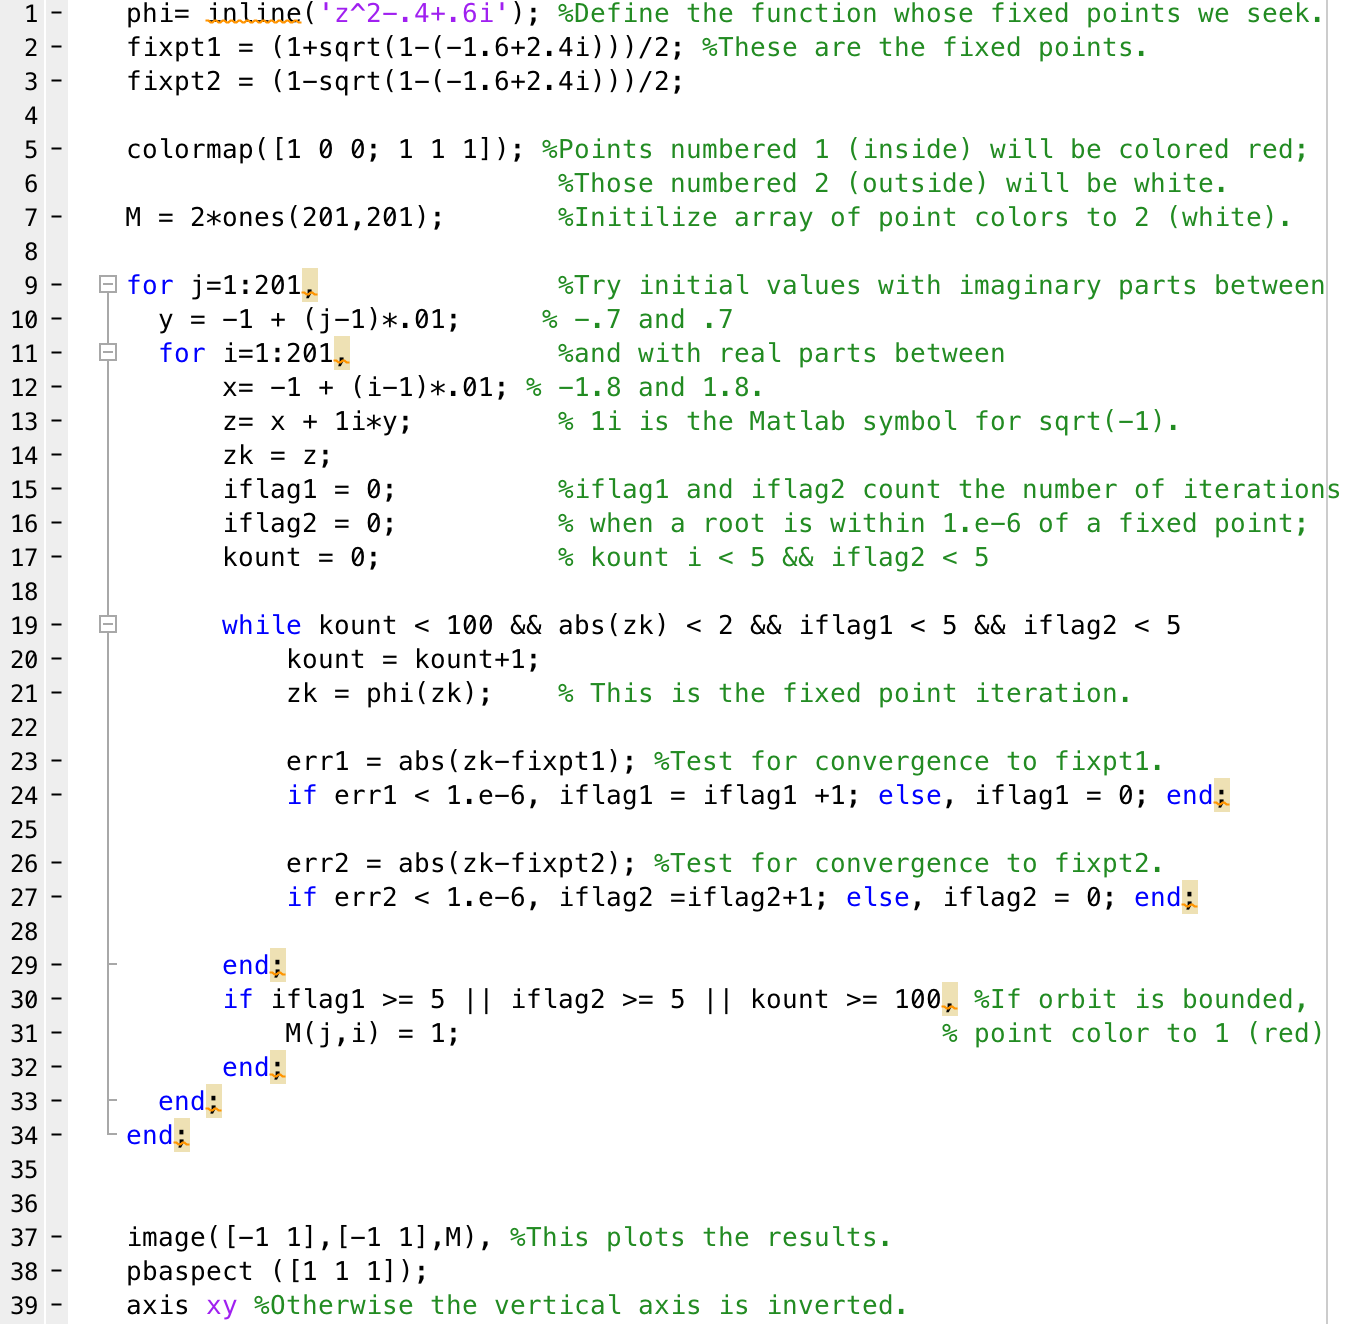 1 - phi= inline('z^2-.4+.6i'); %Define the function whose fixed points we seek.
2 - fixpt1 = (1+sqrt(1-(-1.6+2.4i)))/2; %These are the fixed points.
3 - fixpt2 = (1-sqrt(1-(-1.6+2.4i)))/2;
4
5 - colormap([1 0 0; 1 1 1]); %Points numbered 1 (inside) will be colored red;
6 %Those numbered 2 (outside) will be white.
7 - M = 2*ones(201,201); %Initilize array of point colors to 2 (white).
8
9 - for j=1:201, %Try initial values with imaginary parts between
10 - y = -1 + (j-1)*.01; % -.7 and .7
11 - for i=1:201, %and with real parts between
12 - x= -1 + (i-1)*.01; % -1.8 and 1.8.
13 - z= x + 1i*y; % 1i is the Matlab symbol for sqrt(-1).
14 - zk = z;
15 - iflag1 = 0; %iflag1 and iflag2 count the number of iterations
16 - iflag2 = 0; % when a root is within 1.e-6 of a fixed point;
17 - kount = 0; % kount i < 5 && iflag2 < 5
18
19 - while kount < 100 && abs(zk) < 2 && iflag1 < 5 && iflag2 < 5
20 - kount = kount+1;
21 - zk = phi(zk); % This is the fixed point iteration.
22
23 - err1 = abs(zk-fixpt1); %Test for convergence to fixpt1.
24 - if err1 < 1.e-6, iflag1 = iflag1 +1; else, iflag1 = 0; end;
25
26 - err2 = abs(zk-fixpt2); %Test for convergence to fixpt2.
27 - if err2 < 1.e-6, iflag2 =iflag2+1; else, iflag2 = 0; end;
28
29 - end;
30 - if iflag1 >= 5 || iflag2 >= 5 || kount >= 100, %If orbit is bounded,
31 - M(j,i) = 1; % point color to 1 (red)
32 - end;
33 - end;
34 - end;
35
36
37 - image([-1 1],[-1 1],M), %This plots the results.
38 - pbaspect ([1 1 1]);
39 - axis xy %Otherwise the vertical axis is inverted.